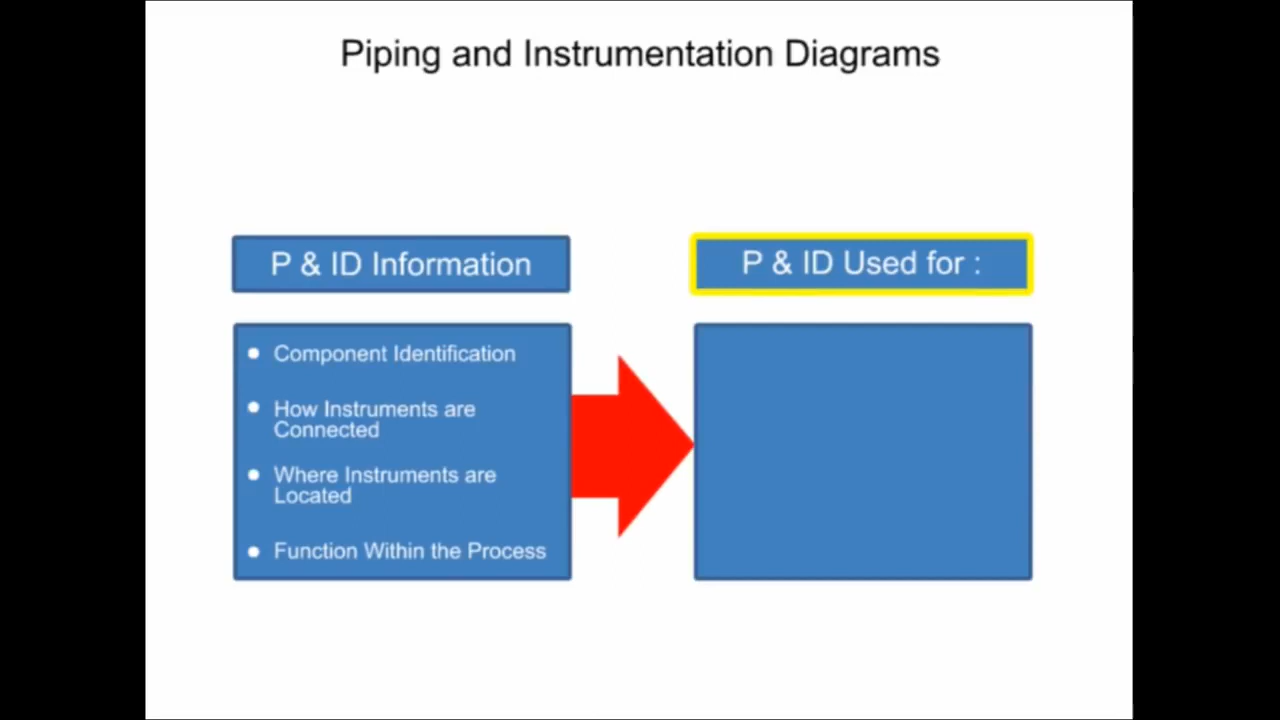 Piping and Instrumentation Diagrams
P & ID Information
• Component Identification
• How Instruments are
Connected
• Where Instruments are
Located
• Function Within the Process
P & ID Used for :